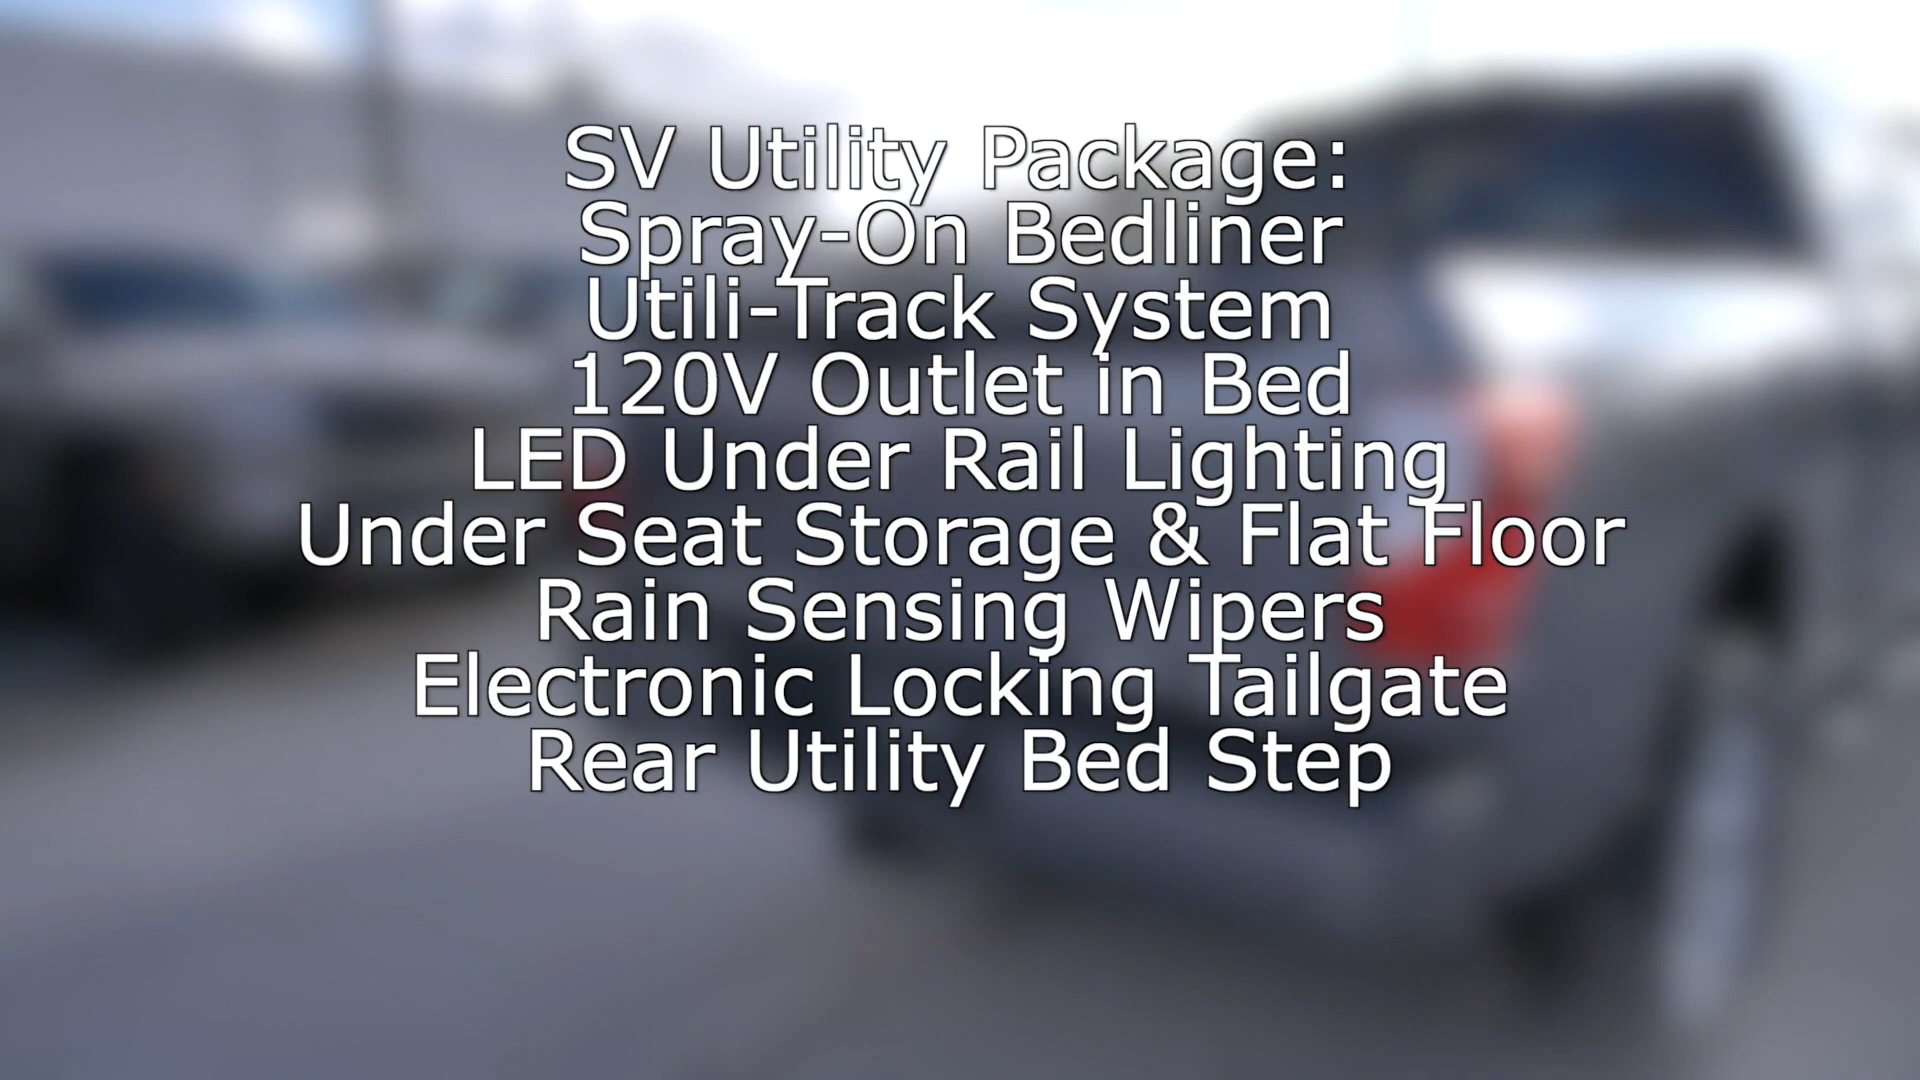 SV Utility Package:
Spray-On Bedliner
Utili-Track System
120V Outlet in Bed
LED Under Rail Lighting
Under Seat Storage & Flat Floor
Rain Sensing Wipers
Electronic Locking Tailgate
Rear Utility Bed Step